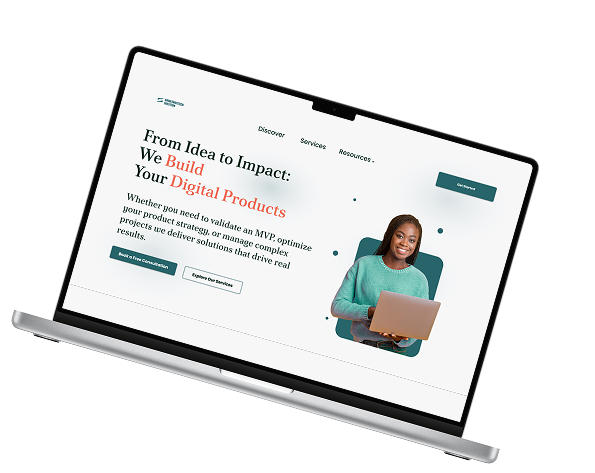 Discover
Services
Resources
Get Started
From Idea to Impact:
We Build
Your Digital Products
Whether you need to validate an MVP, optimize
your product strategy, or manage complex
projects we deliver solutions that drive real
results.
Book a Free Consultation
Explore Our Services